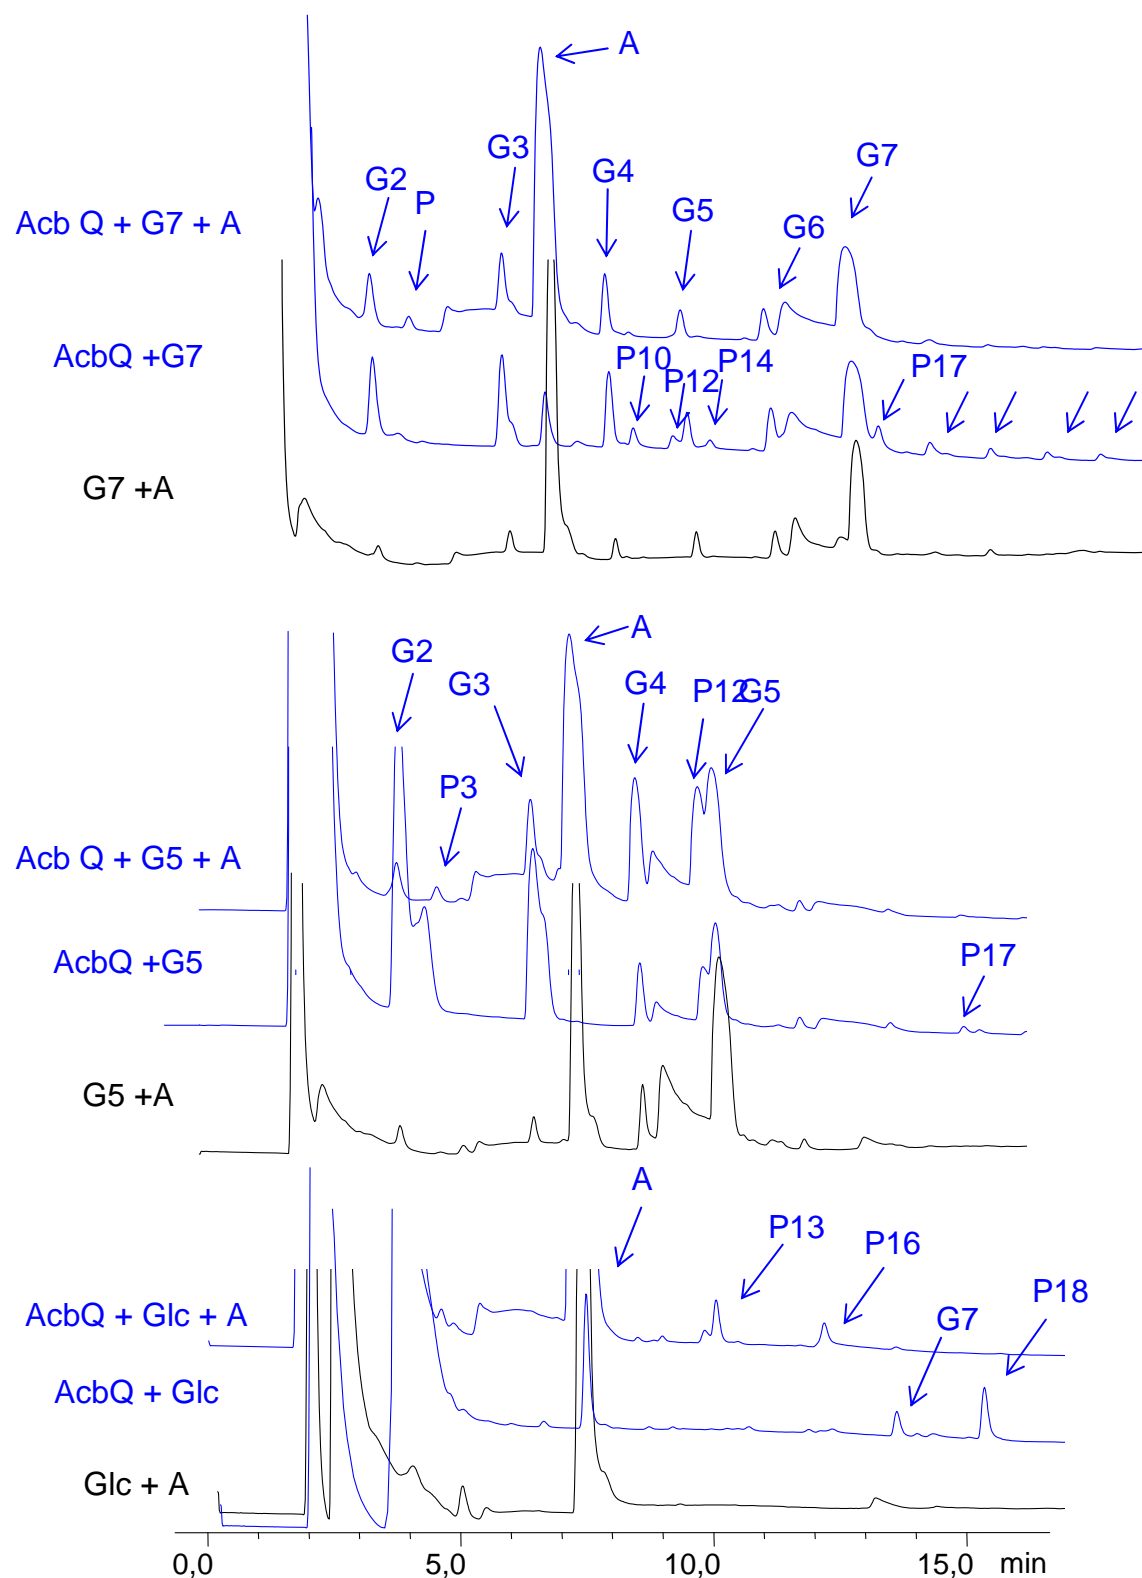 A
G3
G7
G4
G2
P
G5
Acb Q + G7 + A
G6
AcbQ +G7
P10
P12
P14
P17
G7 +A
A
G2
G3
G4
P12
G5
P3
Acb Q + G5 + A
AcbQ +G5
P17
G5 +A
A
P13
P16
P18
AcbQ + Glc + A
G7
AcbQ + Glc
Glc + A
0,0
5,0
10,0
15,0
min